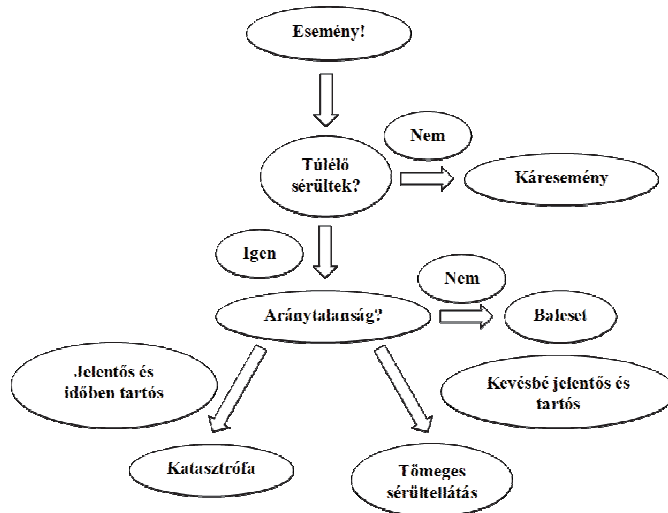 Esemény!
Nem
Túlélő
sérültek?
Káresemény
Igen
Nem
Aránytalanság?
Baleset
Jelentős és
időben tartós
Kevésbé jelentős és
tartós
Katasztrófa
Tömeges
sérültellátás